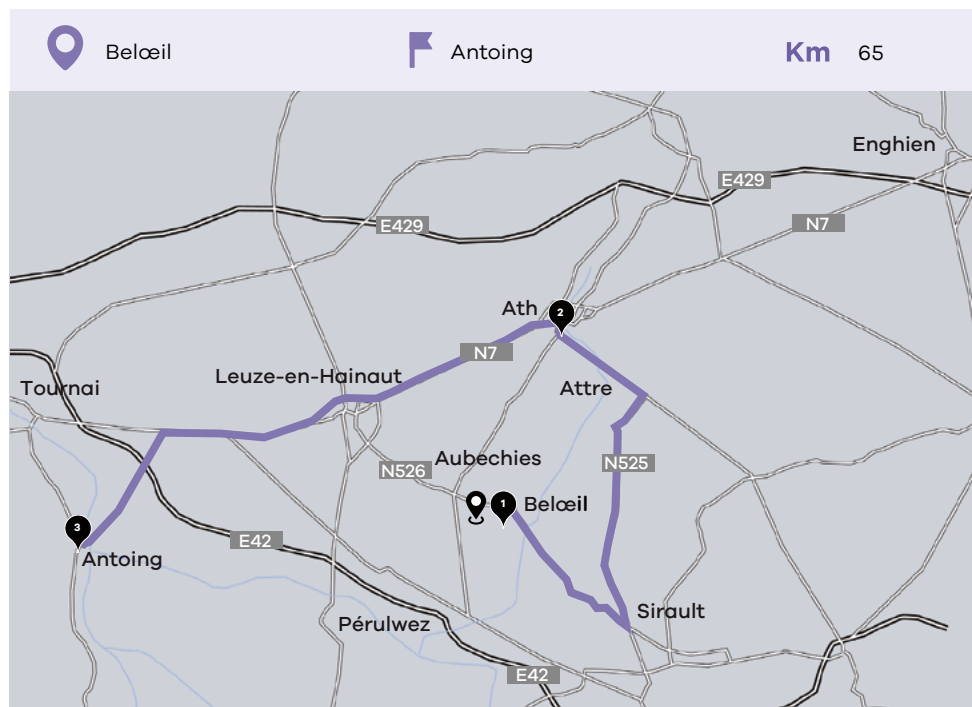 Belœil
Antoing
Km 65
Enghien
E429
E429
N7
Ath
2
N7
Leuze-en-Hainaut
Tournai
Attre
Aubechies
N526
N525
1
Belœil
3
E42
Antoing
Sirault
Pérulwez
E42